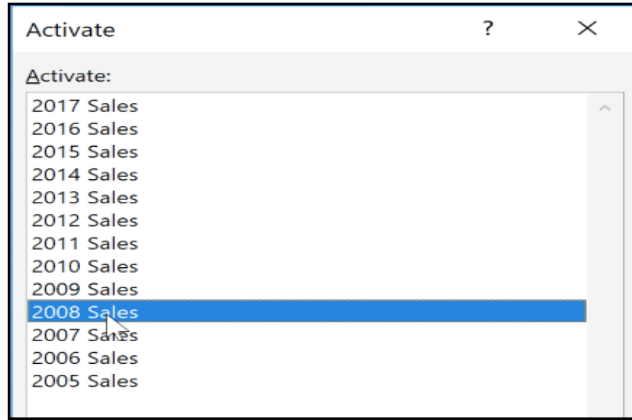 Activate ?
Activate:
2017 Sales
2016 Sales
2015 Sales
2014 Sales
2013 Sales
2012 Sales
2011 Sales
2010 Sales
2009 Sales
2008 Sales
2007 Sales
2006 Sales
2005 Sales